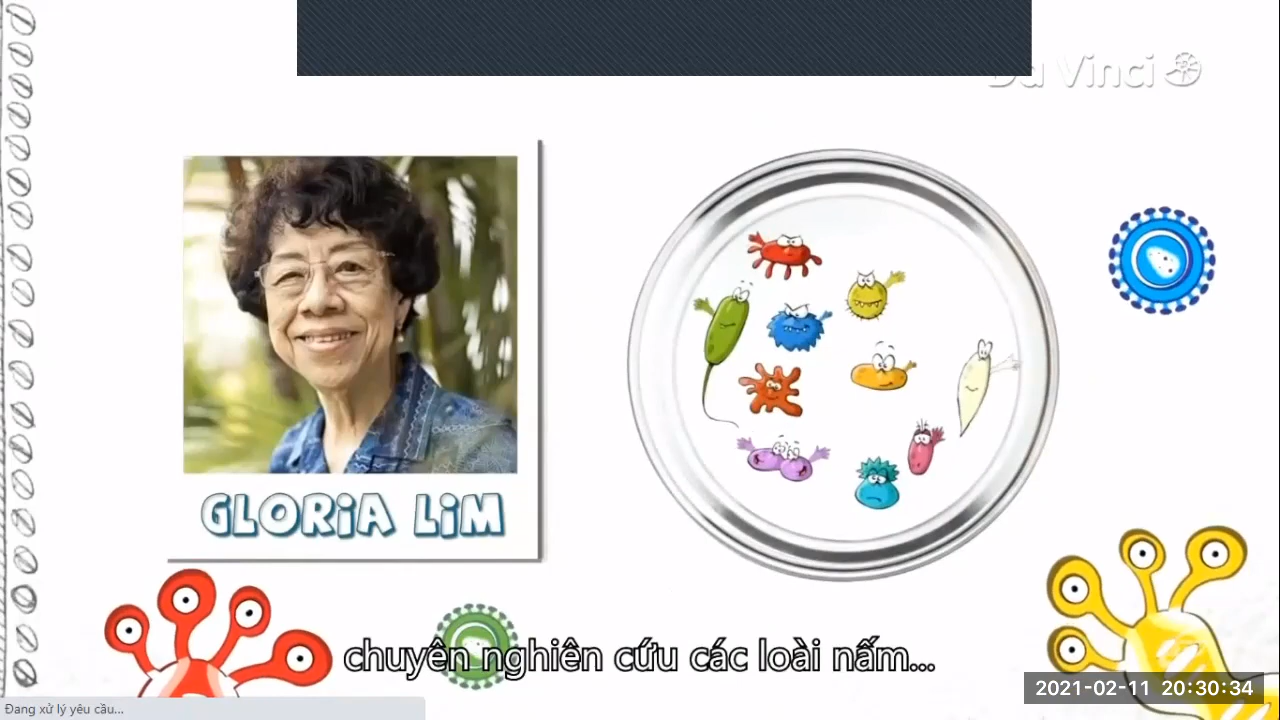 Da Vinci
GLORiA LiM
chuyên nghiên cứu các loài nấm...
2021-02-11 20:30:34
Đang xử lý yêu cầu...